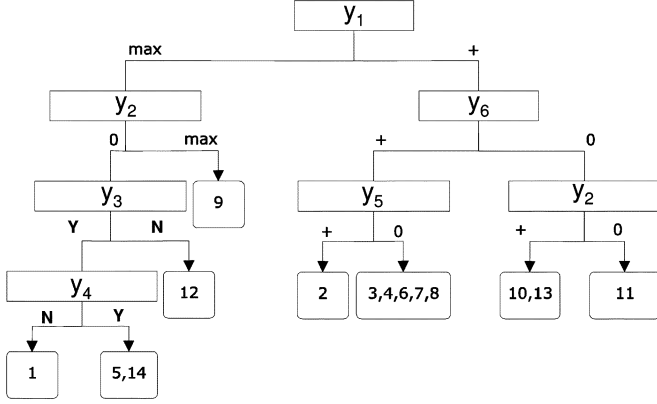 y1
max +
y2 y6
0 max + 0
y3 9 y5 y2
Y N + 0 + 0
y4 12 2 3,4,6,7,8 10,13 11
N Y
1 5,14